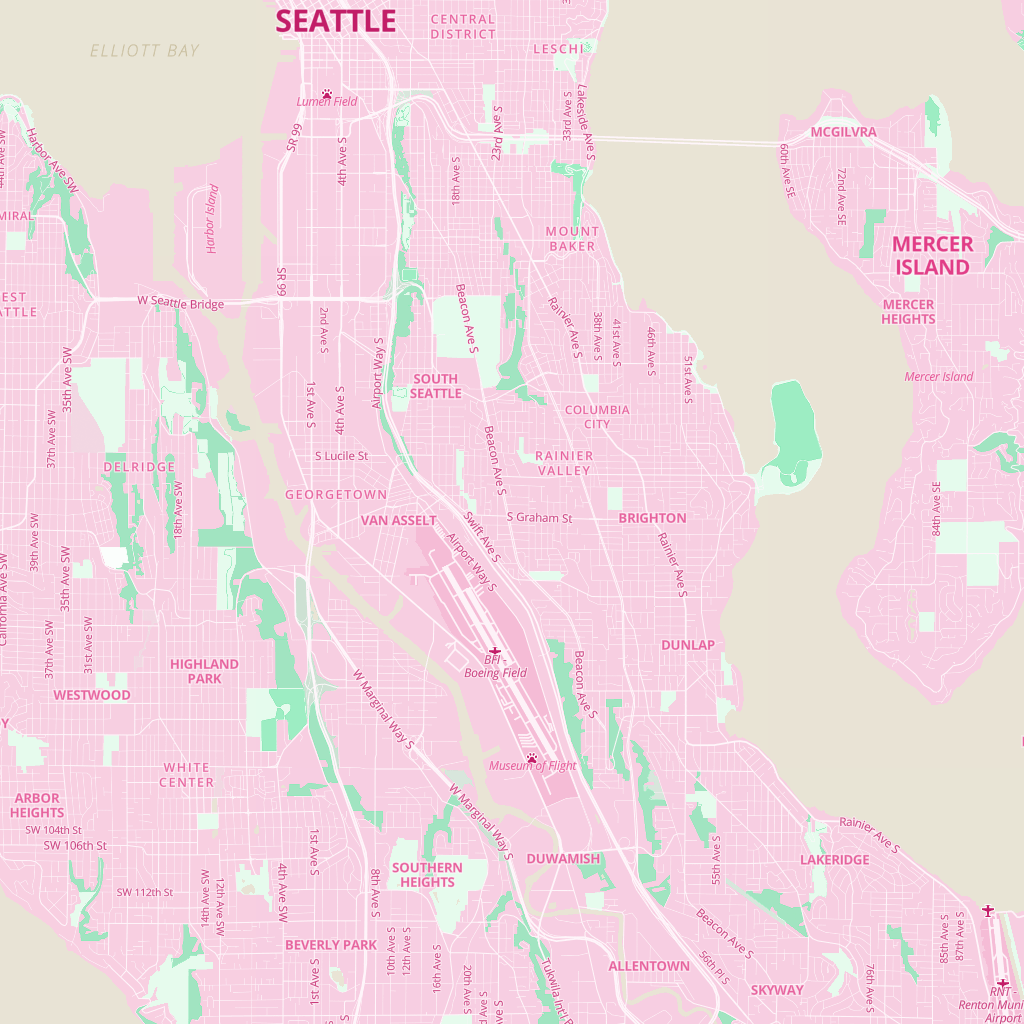 SEATTLE
CENTRAL
DISTRICT
ELLIOTT BAY
LESCHI
Lumen Field
Lakeside Ave S
33rd Ave S
23rd Ave S
SR 99
4th Ave S
18th Ave S
MCGILVRA
60th Ave SE
72nd Ave SE
44th Ave SW
Harbor Ave SW
Harbor Island
MIRAL
MOUNT
BAKER
MERCER
ISLAND
SR 99
W Seattle Bridge
EST
ATTLE
MERCER
HEIGHTS
2nd Ave S
Beacon Ave S
Rainier Ave S
38th Ave S
41st Ave S
46th Ave S
51st Ave S
Mercer Island
35th Ave SW
Airport Way S
SOUTH
SEATTLE
1st Ave S
4th Ave S
COLUMBIA
CITY
37th Ave SW
S Lucile St
Beacon Ave S
RAINIER
VALLEY
DELRIDGE
18th Ave SW
GEORGETOWN
VAN ASSELT
S Graham St
BRIGHTON
84th Ave SE
39th Ave SW
35th Ave SW
Swift Ave S
Airport Way S
Rainier Ave S
California Ave SW
37th Ave SW
31st Ave SW
DUNLAP
HIGHLAND
PARK
BFI -
Boeing Field
Beacon Ave S
WESTWOOD
W Marginal Way S
Y
WHITE
CENTER
Museum of Flight
ARBOR
HEIGHTS
W Marginal Way S
SW 104th St
SW 106th St
1st Ave S
Rainier Ave S
DUWAMISH
LAKERIDGE
SOUTHERN
HEIGHTS
55th Ave S
SW 112th St
14th Ave SW
12th Ave SW
4th Ave SW
8th Ave S
BEVERLY PARK
10th Ave S
12th Ave S
16th Ave S
Beacon Ave S
85th Ave S
87th Ave S
ALLENTOWN
56th Pl S
SKYWAY
76th Ave S
1st Ave S
20th Ave S
Ave S
Ave S
Tukwila Int'l B
RNT -
Renton Muni
Airport